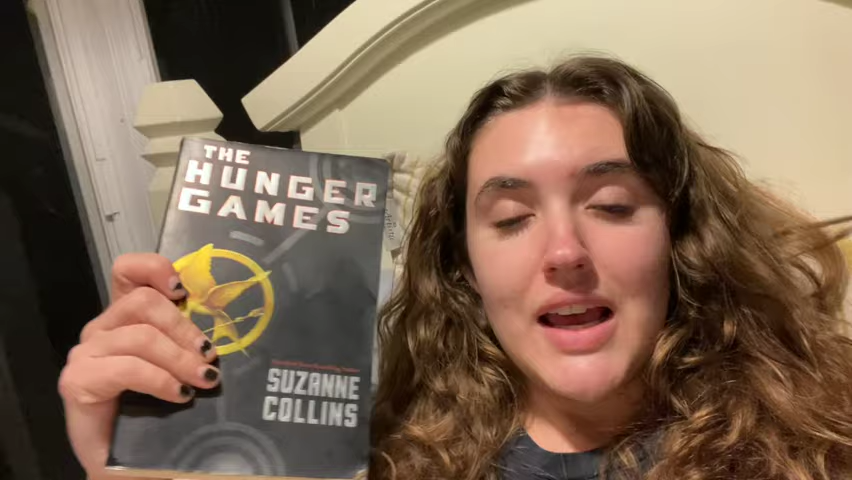 THE
HUNGER
GAMES
SUZANNE
COLLINS